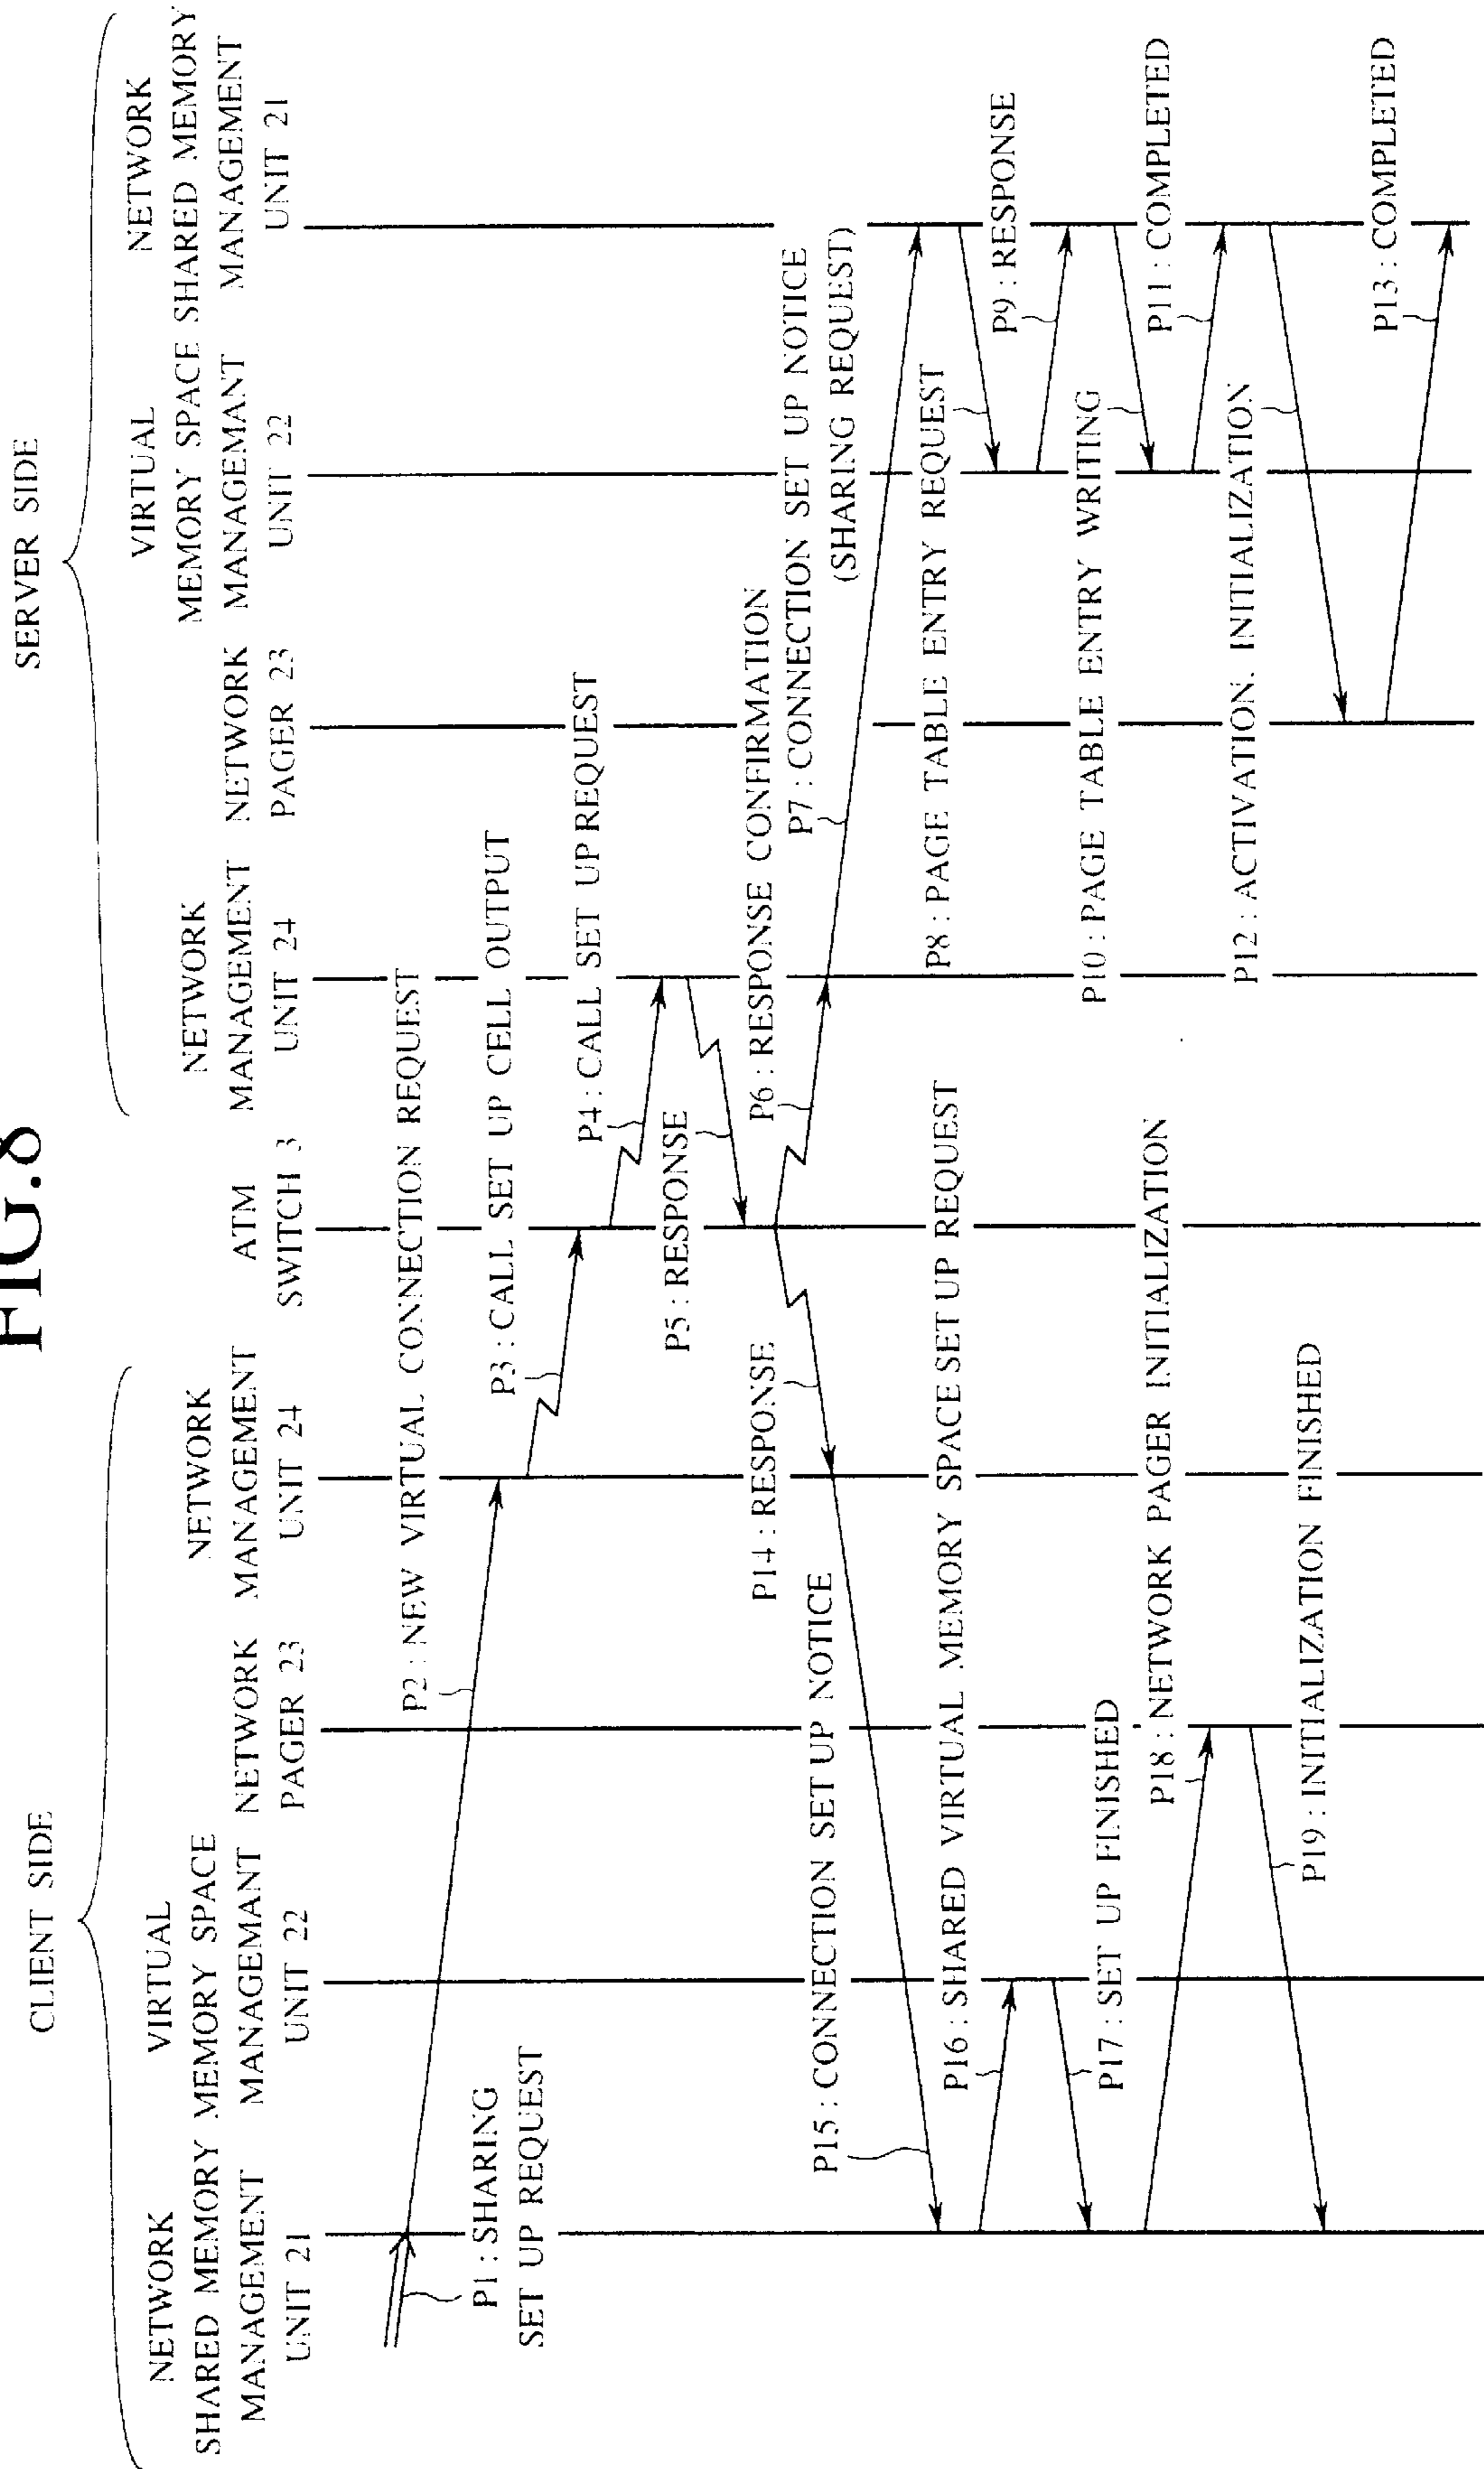 FIG.8
CLIENT SIDE
SERVER SIDE
NETWORK
SHARED MEMORY
MANAGEMENT
UNIT 21
VIRTUAL
MEMORY SPACE
MANAGEMANT
UNIT 22
NETWORK
PAGER 23
NETWORK
MANAGEMENT
UNIT 24
ATM
SWITCH 3
NETWORK
MANAGEMENT
UNIT 24
NETWORK
PAGER 23
VIRTUAL
MEMORY SPACE
MANAGEMANT
UNIT 22
NETWORK
SHARED MEMORY
MANAGEMENT
UNIT 21
P1 : SHARING
SET UP REQUEST
P2 : NEW VIRTUAL CONNECTION REQUEST
P3 : CALL SET UP CELL OUTPUT
P4 : CALL SET UP REQUEST
P5 : RESPONSE
P6 : RESPONSE CONFIRMATION
P7 : CONNECTION SET UP NOTICE
(SHARING REQUEST)
P8 : PAGE TABLE ENTRY REQUEST
P9 : RESPONSE
P10 : PAGE TABLE ENTRY WRITING
P11 : COMPLETED
P12 : ACTIVATION. INITIALIZATION
P13 : COMPLETED
P14 : RESPONSE
P15 : CONNECTION SET UP NOTICE
P16 : SHARED VIRTUAL MEMORY SPACE SET UP REQUEST
P17 : SET UP FINISHED
P18 : NETWORK PAGER INITIALIZATION
P19 : INITIALIZATION FINISHED